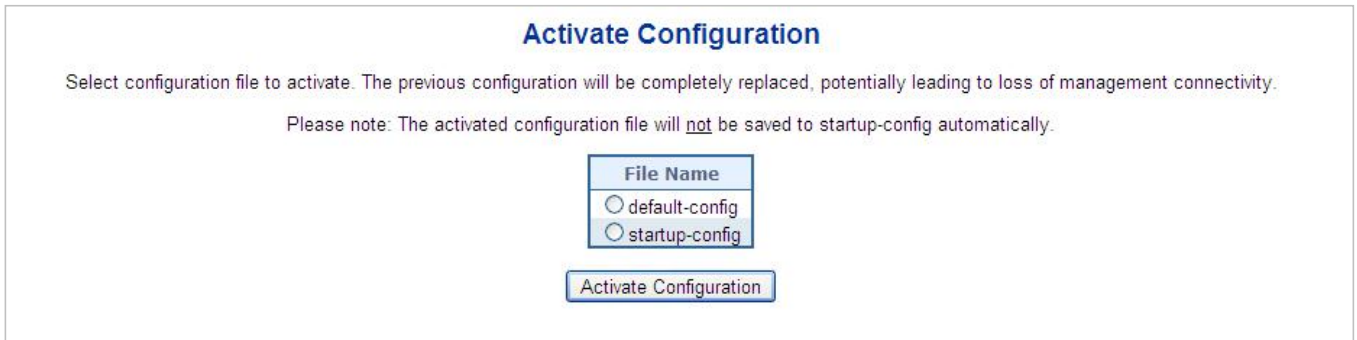 Activate Configuration
Select configuration file to activate. The previous configuration will be completely replaced, potentially leading to loss of management connectivity.
Please note: The activated configuration file will not be saved to startup-config automatically.
File Name
default-config
startup-config
Activate Configuration